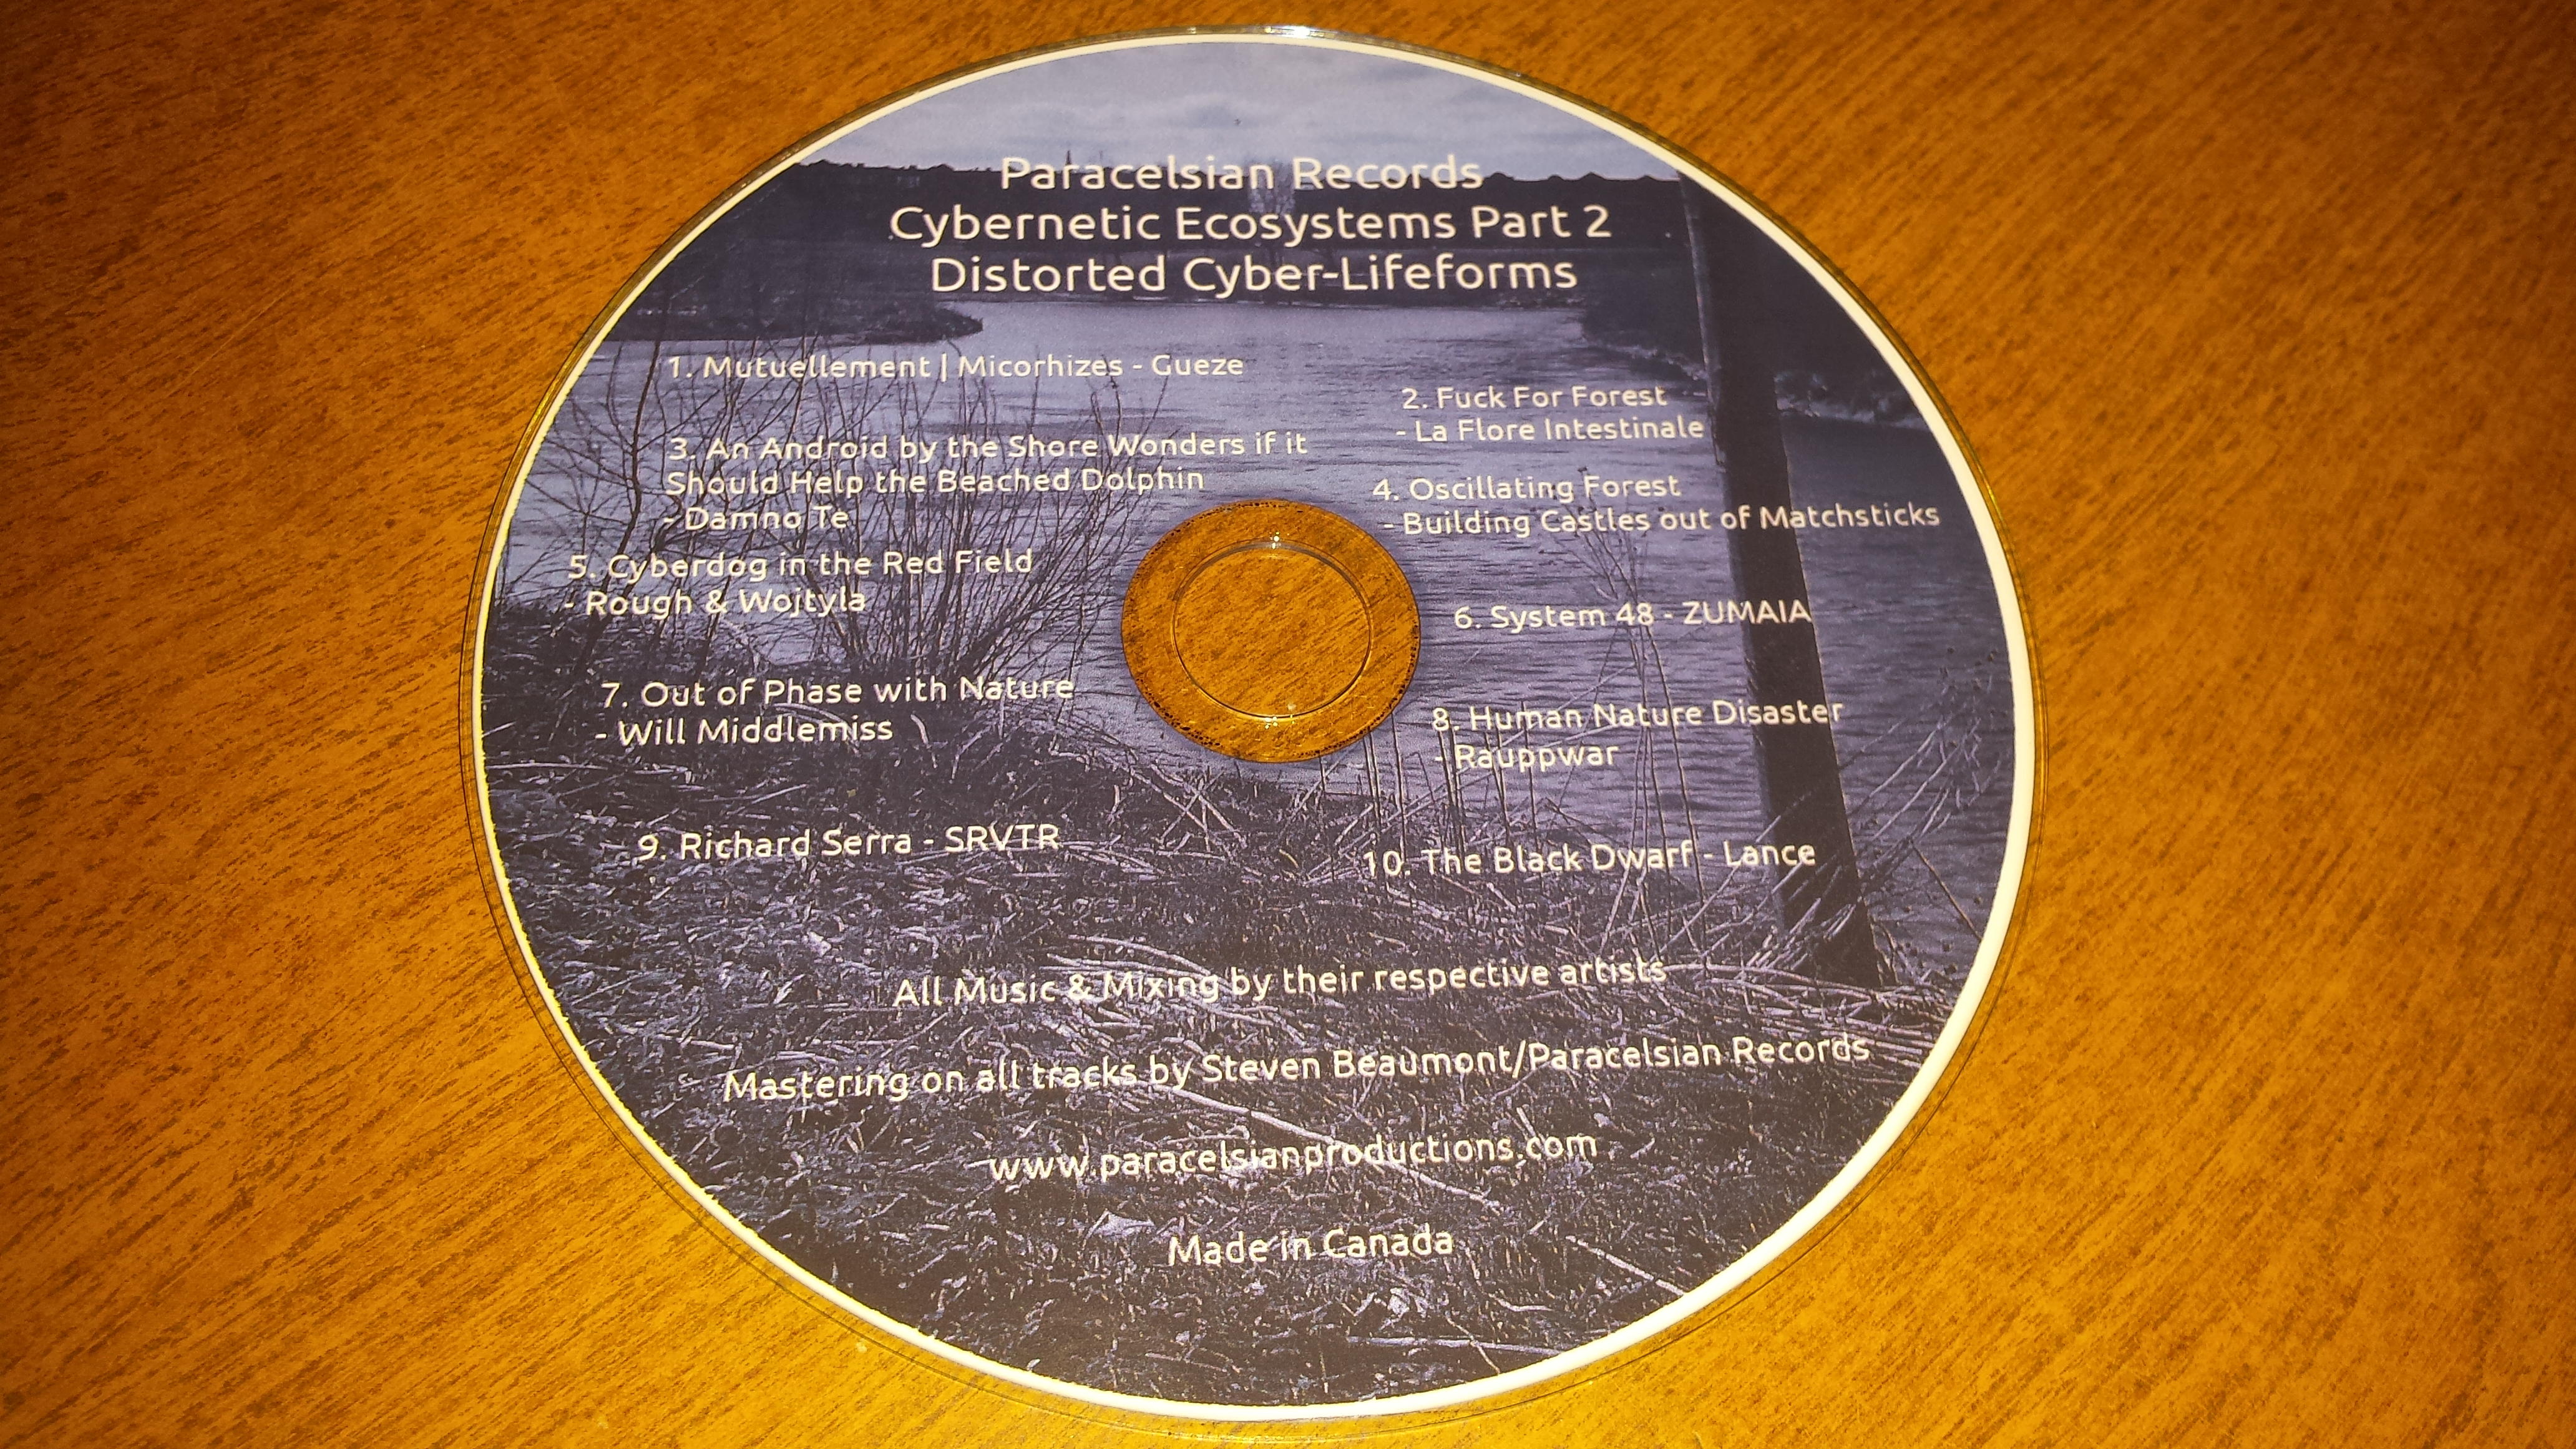 Paracelsian Records
Cybernetic Ecosystems Part 2
Distorted Cyber-Lifeforms
1. Mutuellement | Micorhizes - Gueze
2. Fuck For Forest
- La Flore Intestinale
3. An Android by the Shore Wonders if it
Should Help the Beached Dolphin
- Damno Te
4. Oscillating Forest
- Building Castles out of Matchsticks
5. Cyberdog in the Red Field
- Rough & Wojtyla
6. System 48 - ZUMAIA
7. Out of Phase with Nature
- Will Middlemiss
8. Human Nature Disaster
- Rauppwar
9. Richard Serra - SRVTR
10. The Black Dwarf - Lance
All Music & Mixing by their respective artists
Mastering on all tracks by Steven Beaumont/Paracelsian Records
www.paracelsianproductions.com
Made in Canada